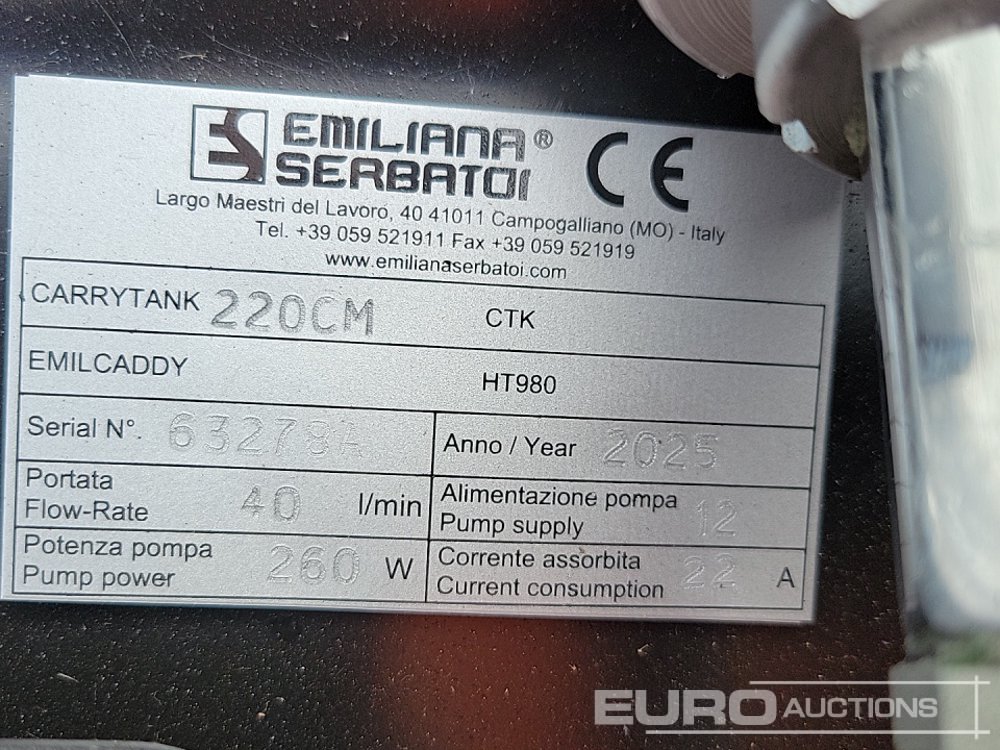 ES EMILIANA®
SERBATOI CE
Largo Maestri del Lavoro, 40 41011 Campogalliano (MO) - Italy
Tel. +39 059 521911 Fax +39 059 521919
www.emilianaserbatoi.com
CARRYTANK 220CM CTK
EMILCADDY HT980
Serial N°. 63278A Anno / Year 2025
Portata
Flow-Rate 40 l/min
Alimentazione pompa
Pump supply 12
Potenza pompa
Pump power 260 W
Corrente assorbita
Current consumption 22 A
EURO AUCTIONS